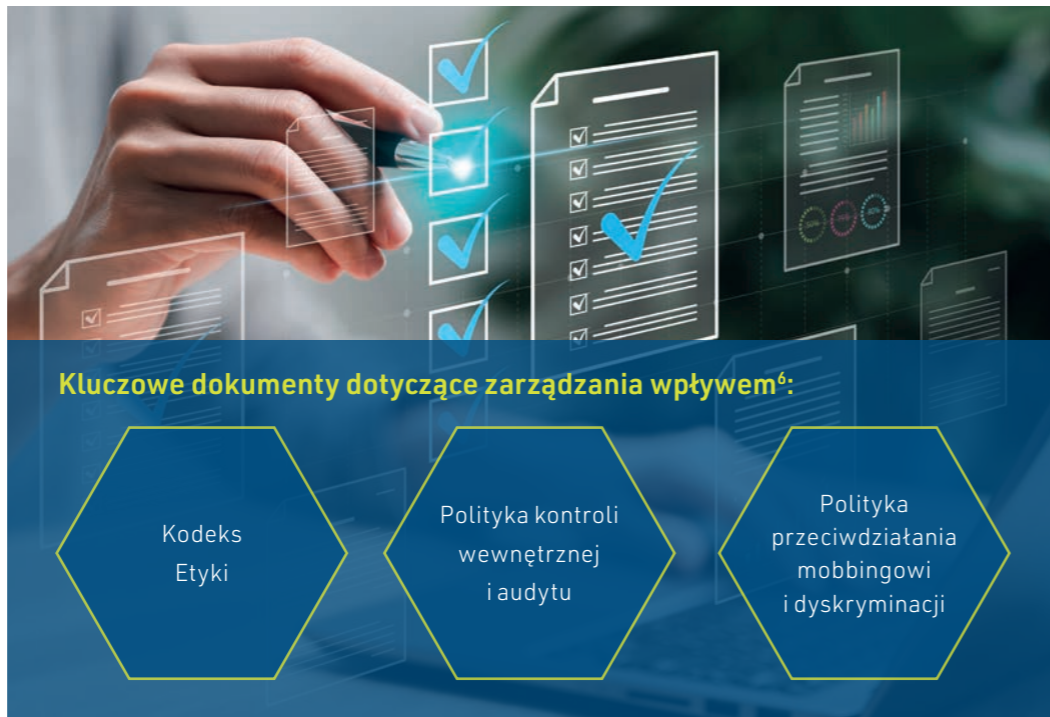 Kluczowe dokumenty dotyczące zarządzania wpływem⁶:
Kodeks
Etyki
Polityka kontroli
wewnętrznej
i audytu
Polityka
przeciwdziałania
mobbingowi
i dyskryminacji